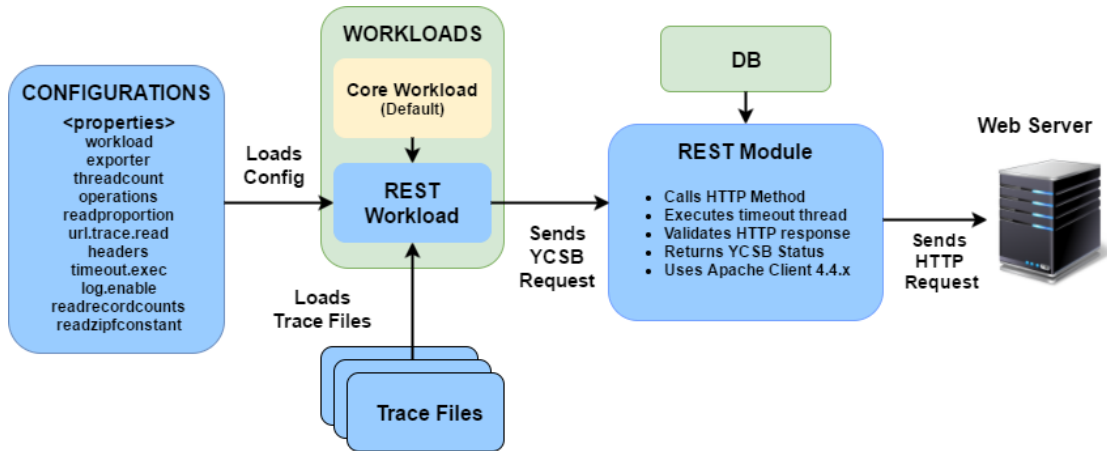 CONFIGURATIONS
<properties>
workload
exporter
threadcount
operations
readproportion
url.trace.read
headers
timeout.exec
log.enable
readrecordcounts
readzipfconstant
Loads
Config
WORKLOADS
Core Workload
(Default)
REST
Workload
Loads
Trace Files
Trace Files
Sends
YCSB
Request
DB
REST Module
• Calls HTTP Method
• Executes timeout thread
• Validates HTTP response
• Returns YCSB Status
• Uses Apache Client 4.4.x
Sends
HTTP
Request
Web Server